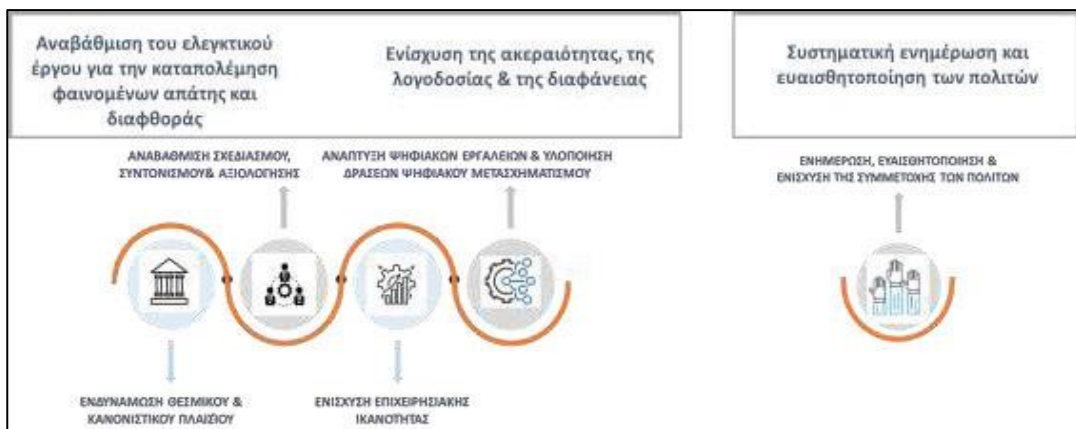 Αναβάθμιση του ελεγκτικού
έργου για την καταπολέμηση
φαινομένων απάτης και
διαφθοράς
Ενίσχυση της ακεραιότητας, της
λογοδοσίας & της διαφάνειας
Συστηματική ενημέρωση και
ευαισθητοποίηση των πολιτών
ΑΝΑΒΑΘΜΙΣΗ ΣΧΕΔΙΑΣΜΟΥ,
ΣΥΝΤΟΝΙΣΜΟΥ& ΑΞΙΟΛΟΓΗΣΗΣ
ΑΝΑΠΤΥΞΗ ΨΗΦΙΑΚΩΝ ΕΡΓΑΛΕΙΩΝ & ΥΛΟΠΟΙΗΣΗ
ΔΡΑΣΕΩΝ ΨΗΦΙΑΚΟΥ ΜΕΤΑΣΧΗΜΑΤΙΣΜΟΥ
ΕΝΗΜΕΡΩΣΗ, ΕΥΑΙΣΘΗΤΟΠΟΙΗΣΗ &
ΕΝΙΣΧΥΣΗ ΤΗΣ ΣΥΜΜΕΤΟΧΗΣ ΤΩΝ ΠΟΛΙΤΩΝ
ΕΝΔΥΝΑΜΩΣΗ ΘΕΣΜΙΚΟΥ &
ΚΑΝΟΝΙΣΤΙΚΟΥ ΠΛΑΙΣΙΟΥ
ΕΝΙΣΧΥΣΗ ΕΠΙΧΕΙΡΗΣΙΑΚΗΣ
ΙΚΑΝΟΤΗΤΑΣ